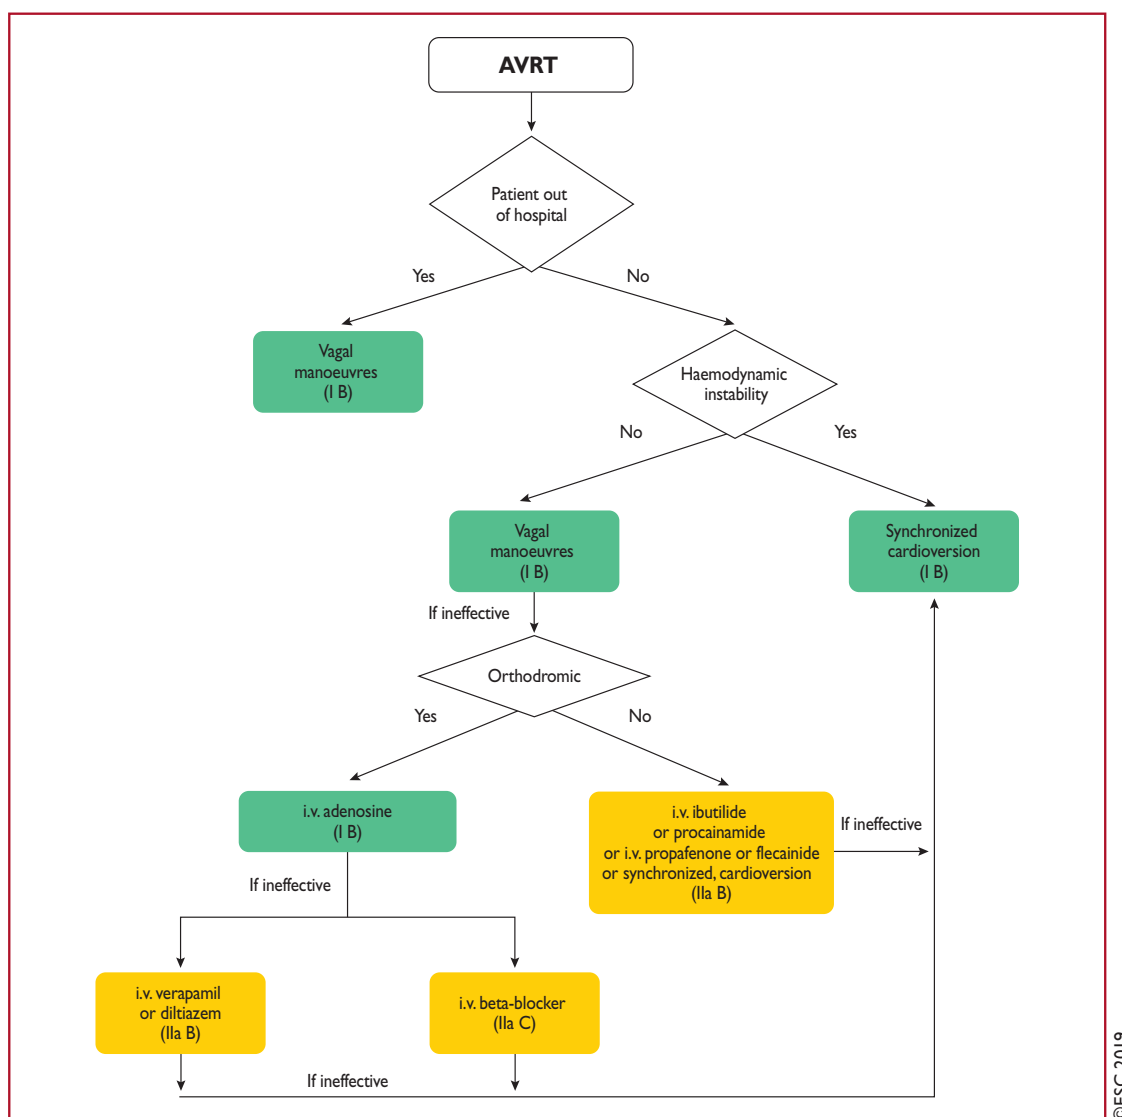 AVRT
Patient out
of hospital
Yes
No
Vagal
manoeuvres
(I B)
Haemodynamic
instability
No
Yes
Vagal
manoeuvres
(I B)
Synchronized
cardioversion
(I B)
If ineffective
Orthodromic
Yes
No
i.v. adenosine
(I B)
i.v. ibutilide
or procainamide
or i.v. propafenone or flecainide
or synchronized, cardioversion
(IIa B)
If ineffective
If ineffective
i.v. verapamil
or diltiazem
(IIa B)
i.v. beta-blocker
(IIa C)
If ineffective
©ESC 2019